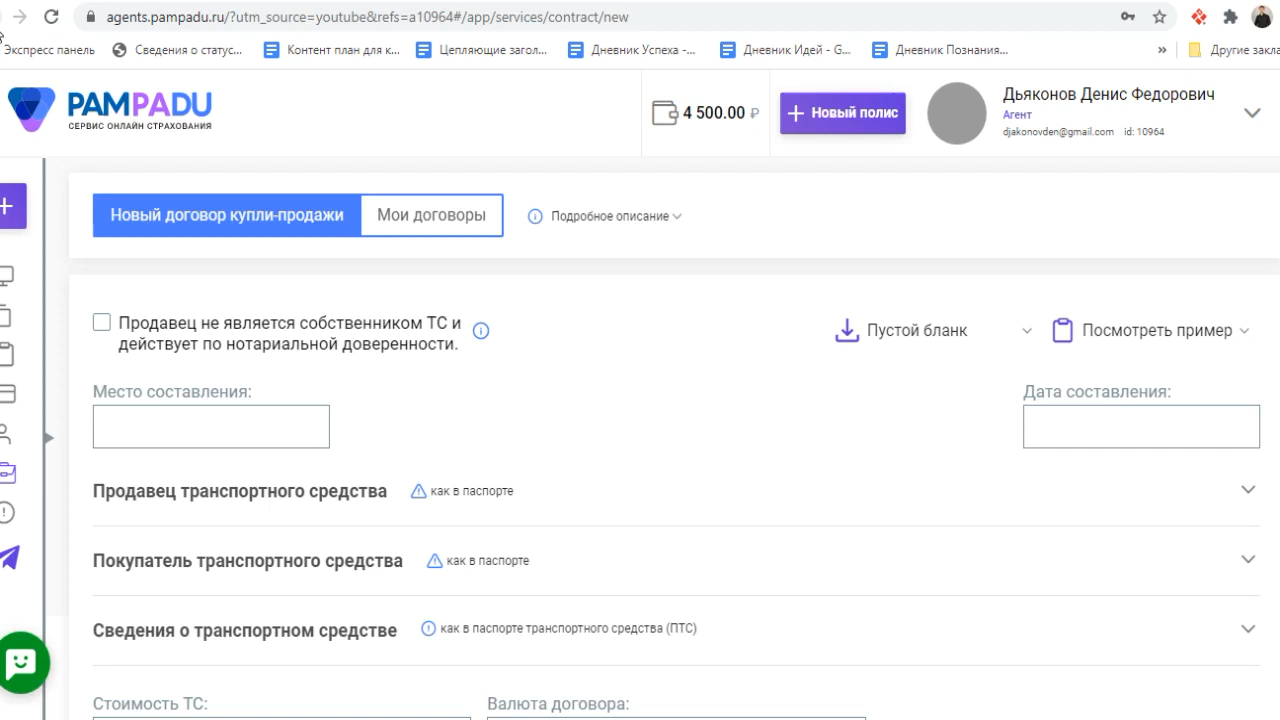 agents.pampadu.ru/?utm_source=youtube&refs=a10964#/app/services/contract/new
Экспресс панель
Сведения о статус...
Контент план для к...
Цепляющие загол...
Дневник Успеха -...
Дневник Идей - G...
Дневник Познания...
»
Другие закла
PAMPADU
СЕРВИС ОНЛАЙН СТРАХОВАНИЯ
4 500.00 ₽
+ Новый полис
Дьяконов Денис Федорович
Агент
djakonovden@gmail.com id: 10964
Новый договор купли-продажи
Мои договоры
Подробное описание
Продавец не является собственником ТС и
действует по нотариальной доверенности.
Пустой бланк
Посмотреть пример
Место составления:
Дата составления:
Продавец транспортного средства
как в паспорте
Покупатель транспортного средства
как в паспорте
Сведения о транспортном средстве
как в паспорте транспортного средства (ПТС)
Стоимость ТС:
Валюта договора: